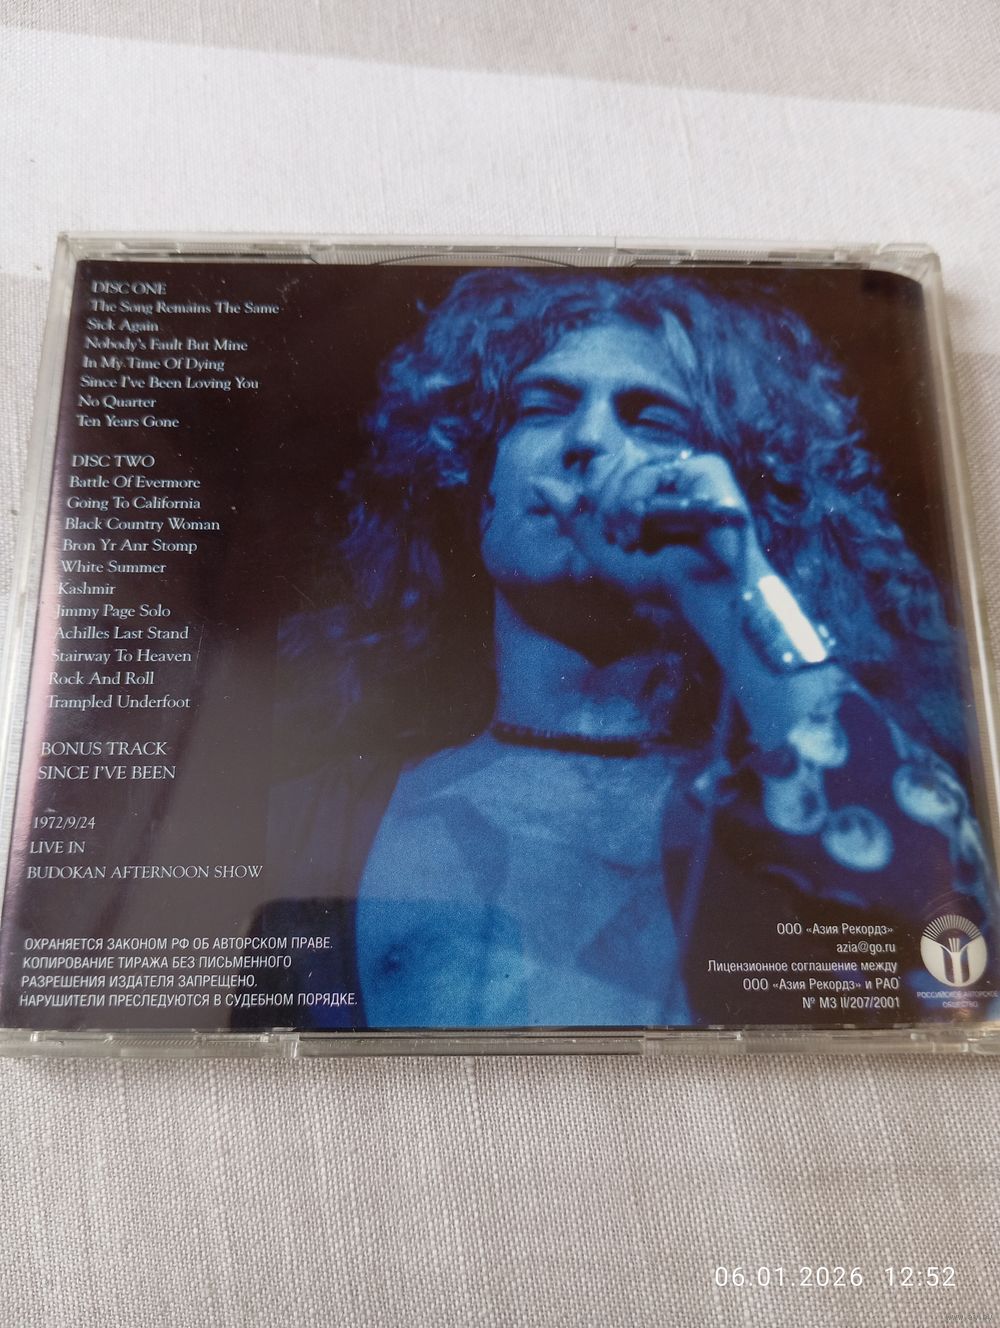 DISC ONE
The Song Remains The Same
Sick Again
Nobody's Fault But Mine
In My Time Of Dying
Since I've Been Loving You
No Quarter
Ten Years Gone
DISC TWO
Battle Of Evermore
Going To California
Black Country Woman
Bron Yr Anr Stomp
White Summer
Kashmir
Jimmy Page Solo
Achilles Last Stand
Stairway To Heaven
Rock And Roll
Trampled Underfoot
BONUS TRACK
SINCE I'VE BEEN
1972/9/24
LIVE IN
BUDOKAN AFTERNOON SHOW
ОХРАНЯЕТСЯ ЗАКОНОМ РФ ОБ АВТОРСКОМ ПРАВЕ.
КОПИРОВАНИЕ ТИРАЖА БЕЗ ПИСЬМЕННОГО
РАЗРЕШЕНИЯ ИЗДАТЕЛЯ ЗАПРЕЩЕНО.
НАРУШИТЕЛИ ПРЕСЛЕДУЮТСЯ В СУДЕБНОМ ПОРЯДКЕ.
ООО «Азия Рекордз»
azia@go.ru
Лицензионное соглашение между
ООО «Азия Рекордз» и РАО
№ МЗ II/207/2001
РОССИЙСКОЕ АВТОРСКОЕ
ОБЩЕСТВО
06.01.2026 12:52